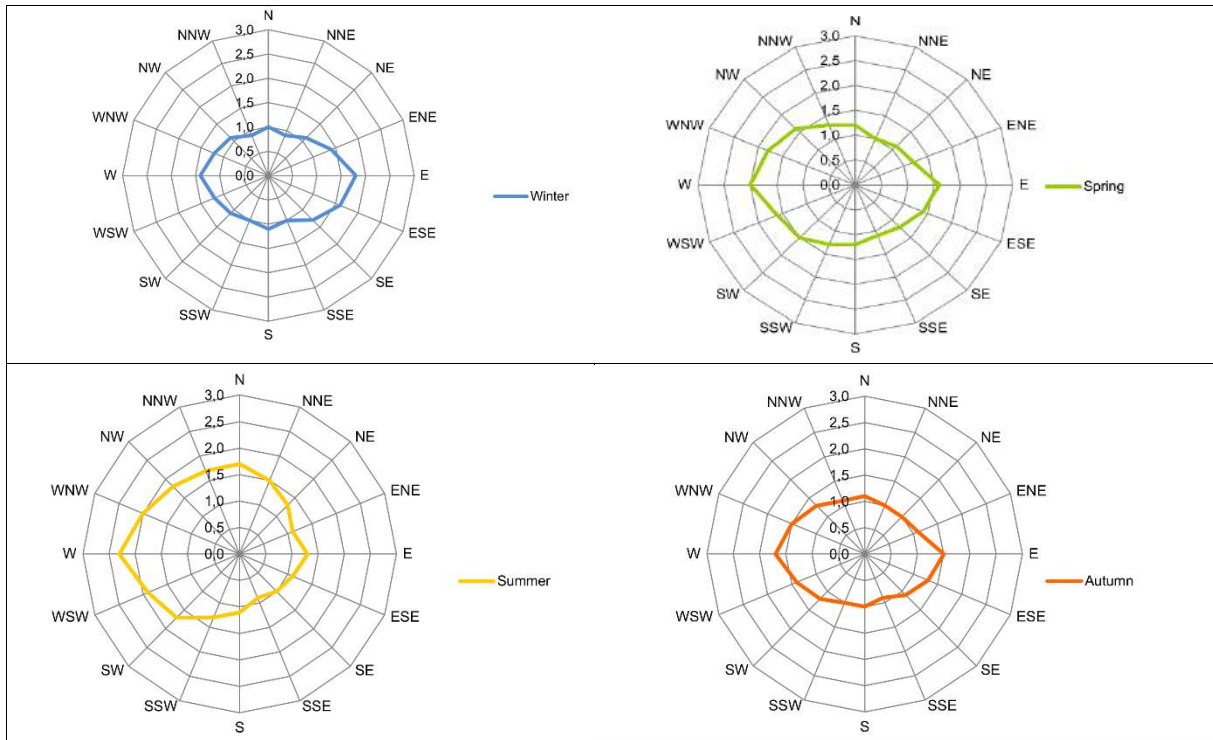 N
NNE
NE
ENE
E
ESE
SE
SSE
S
SSW
SW
WSW
W
WNW
NW
NNW
3,0
2,5
2,0
1,5
1,0
0,5
0,0
Winter
N
NNE
NE
ENE
E
ESE
SE
SSE
S
SSW
SW
WSW
W
WNW
NW
NNW
3,0
2,5
2,0
1,5
1,0
0,5
0,0
Spring
N
NNE
NE
ENE
E
ESE
SE
SSE
S
SSW
SW
WSW
W
WNW
NW
NNW
3,0
2,5
2,0
1,5
1,0
0,5
0,0
Summer
N
NNE
NE
ENE
E
ESE
SE
SSE
S
SSW
SW
WSW
W
WNW
NW
NNW
3,0
2,5
2,0
1,5
1,0
0,5
0,0
Autumn